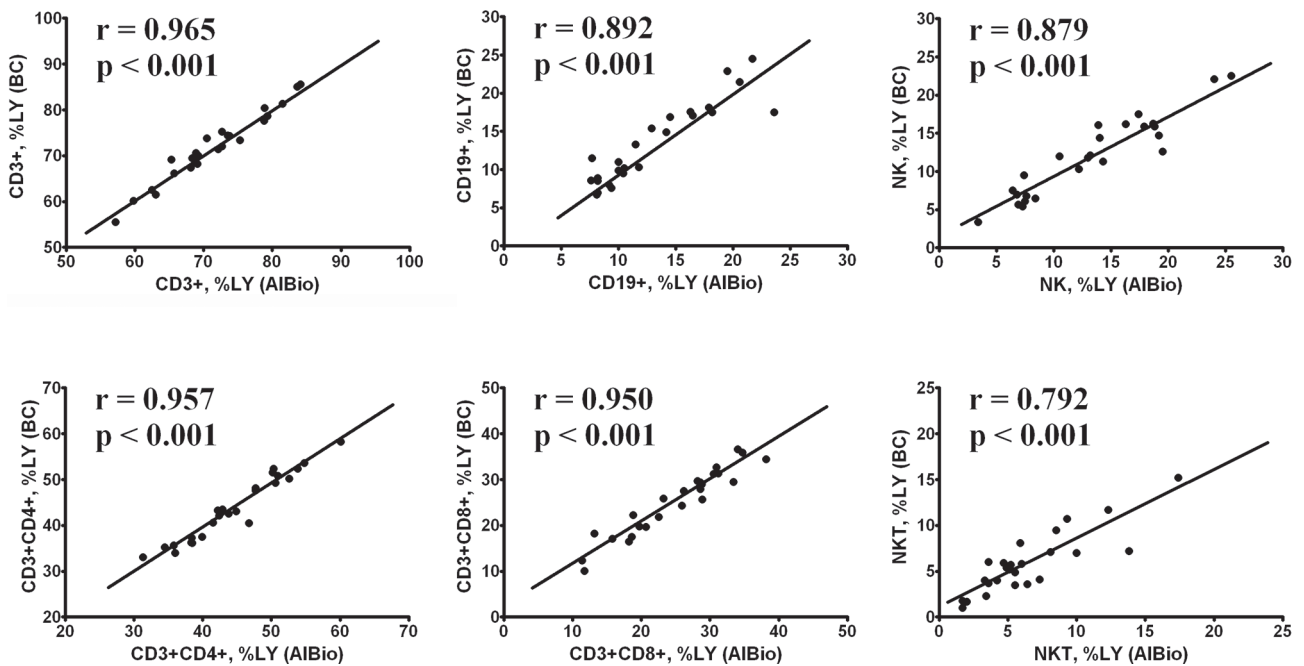 r = 0.965
p < 0.001
CD3+, %LY (BC)
100
90
80
70
60
50
50 60 70 80 90 100
CD3+, %LY (AlBio)
r = 0.892
p < 0.001
CD19+, %LY (BC)
30
25
20
15
10
5
0
0 5 10 15 20 25 30
CD19+, %LY (AlBio)
r = 0.879
p < 0.001
NK, %LY (BC)
30
25
20
15
10
5
0
0 5 10 15 20 25 30
NK, %LY (AlBio)
r = 0.957
p < 0.001
CD3+CD4+, %LY (BC)
70
60
50
40
30
20
20 30 40 50 60 70
CD3+CD4+, %LY (AlBio)
r = 0.950
p < 0.001
CD3+CD8+, %LY (BC)
50
40
30
20
10
0
0 10 20 30 40 50
CD3+CD8+, %LY (AlBio)
r = 0.792
p < 0.001
NKT, %LY (BC)
25
20
15
10
5
0
0 5 10 15 20 25
NKT, %LY (AlBio)